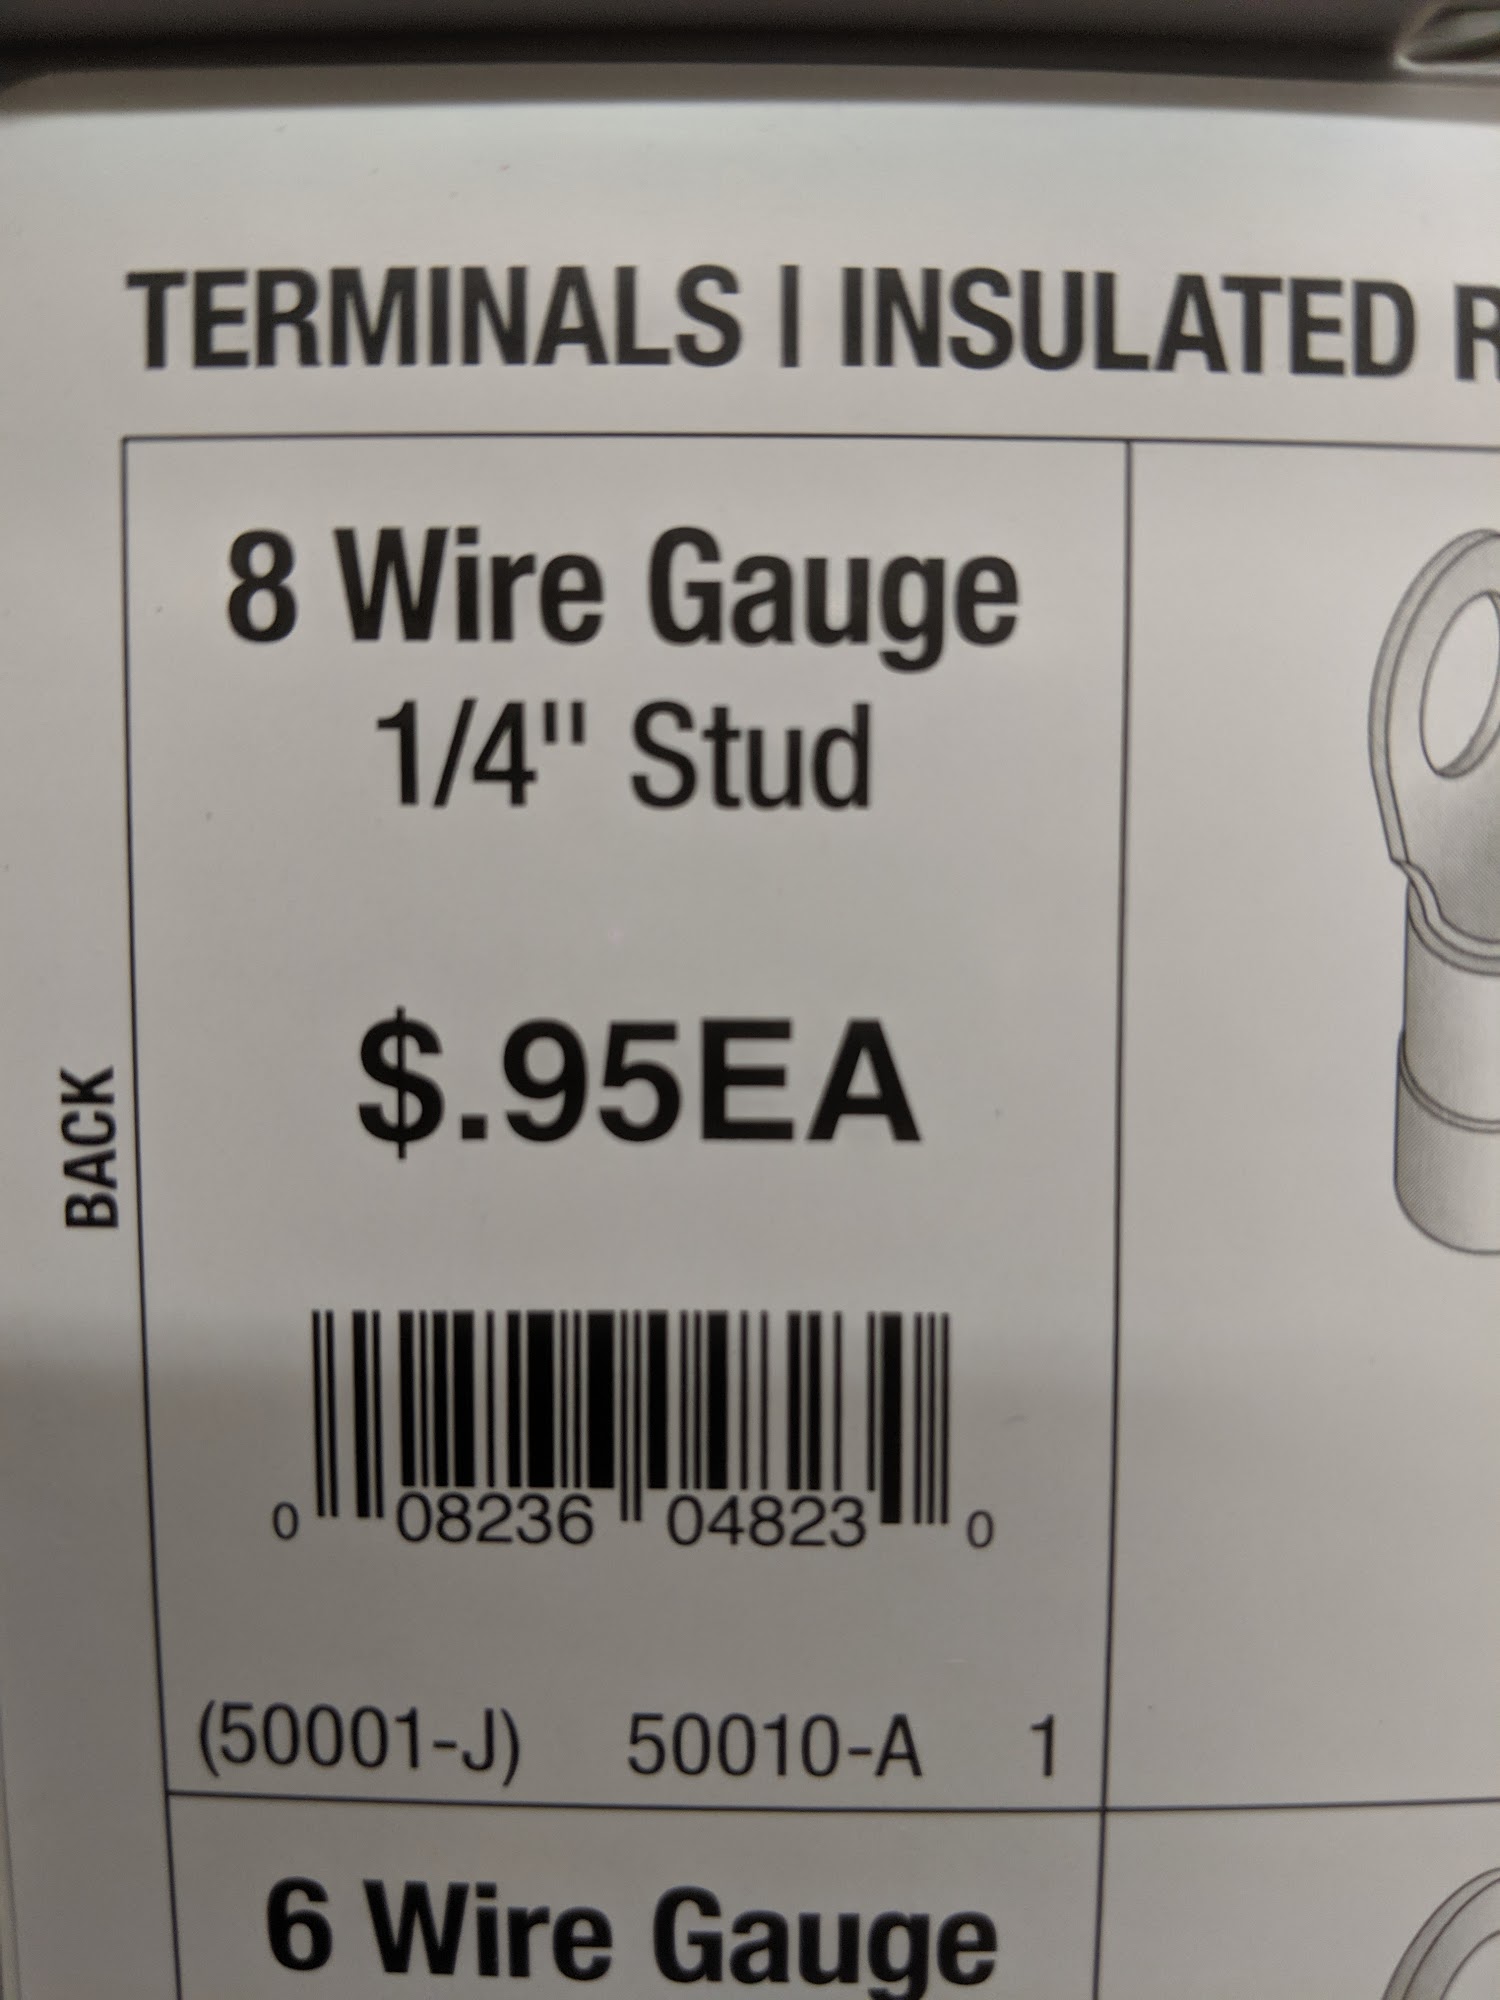 TERMINALS | INSULATED R
8 Wire Gauge
1/4" Stud
$.95EA
BACK
0 08236 04823 0
(50001-J) 50010-A 1
6 Wire Gauge